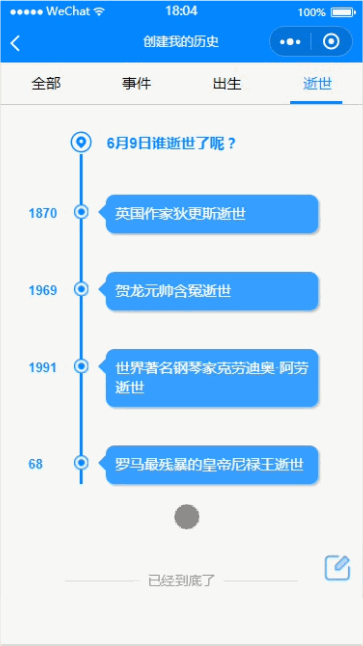 WeChat 18:04 100%
创建我的历史
全部 事件 出生 逝世
6月9日谁逝世了呢？
1870 英国作家狄更斯逝世
1969 贺龙元帅含冤逝世
1991 世界著名钢琴家克劳迪奥·阿劳
逝世
68 罗马最残暴的皇帝尼禄王逝世
已经到底了